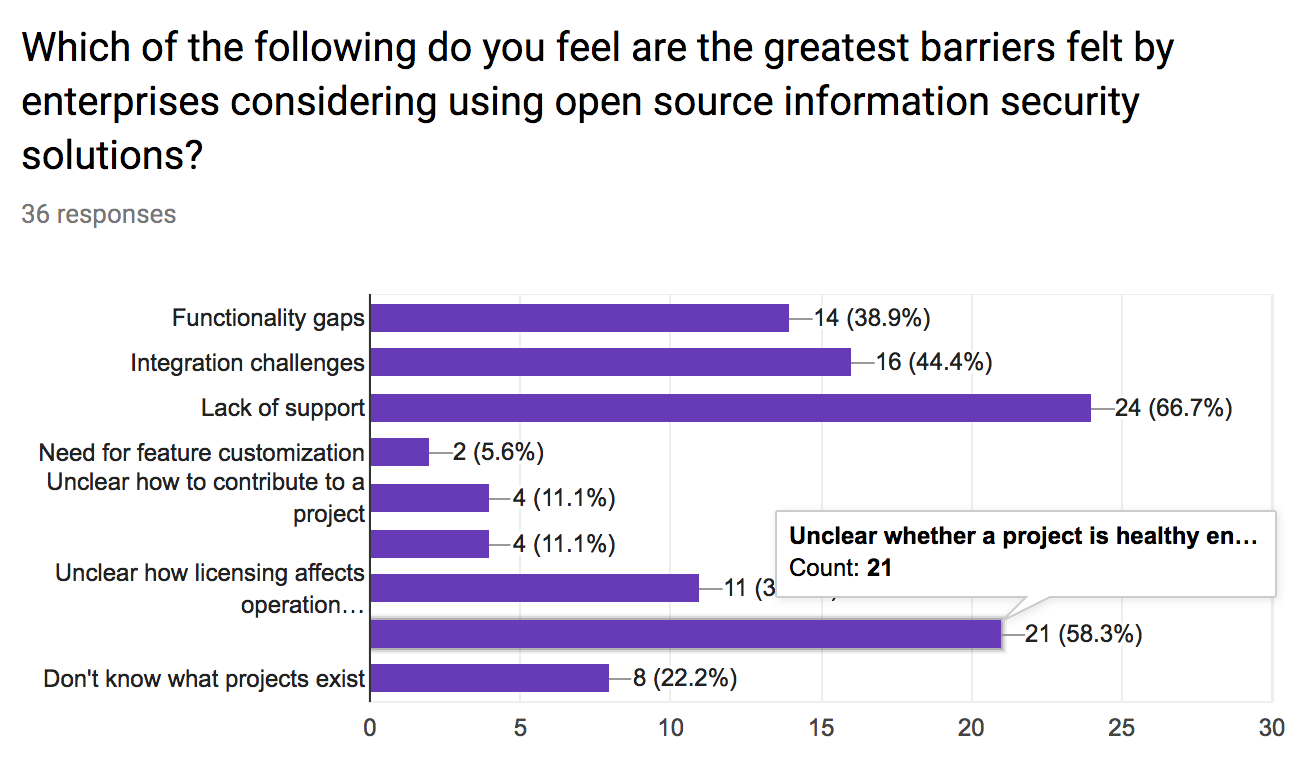 Which of the following do you feel are the greatest barriers felt by
enterprises considering using open source information security
solutions?
36 responses
Functionality gaps
14 (38.9%)
Integration challenges
16 (44.4%)
Lack of support
24 (66.7%)
Need for feature customization
2 (5.6%)
Unclear how to contribute to a
project
4 (11.1%)
4 (11.1%)
Unclear how licensing affects
operation…
11 (3
Unclear whether a project is healthy en…
Count: 21
21 (58.3%)
Don't know what projects exist
8 (22.2%)
0 5 10 15 20 25 30